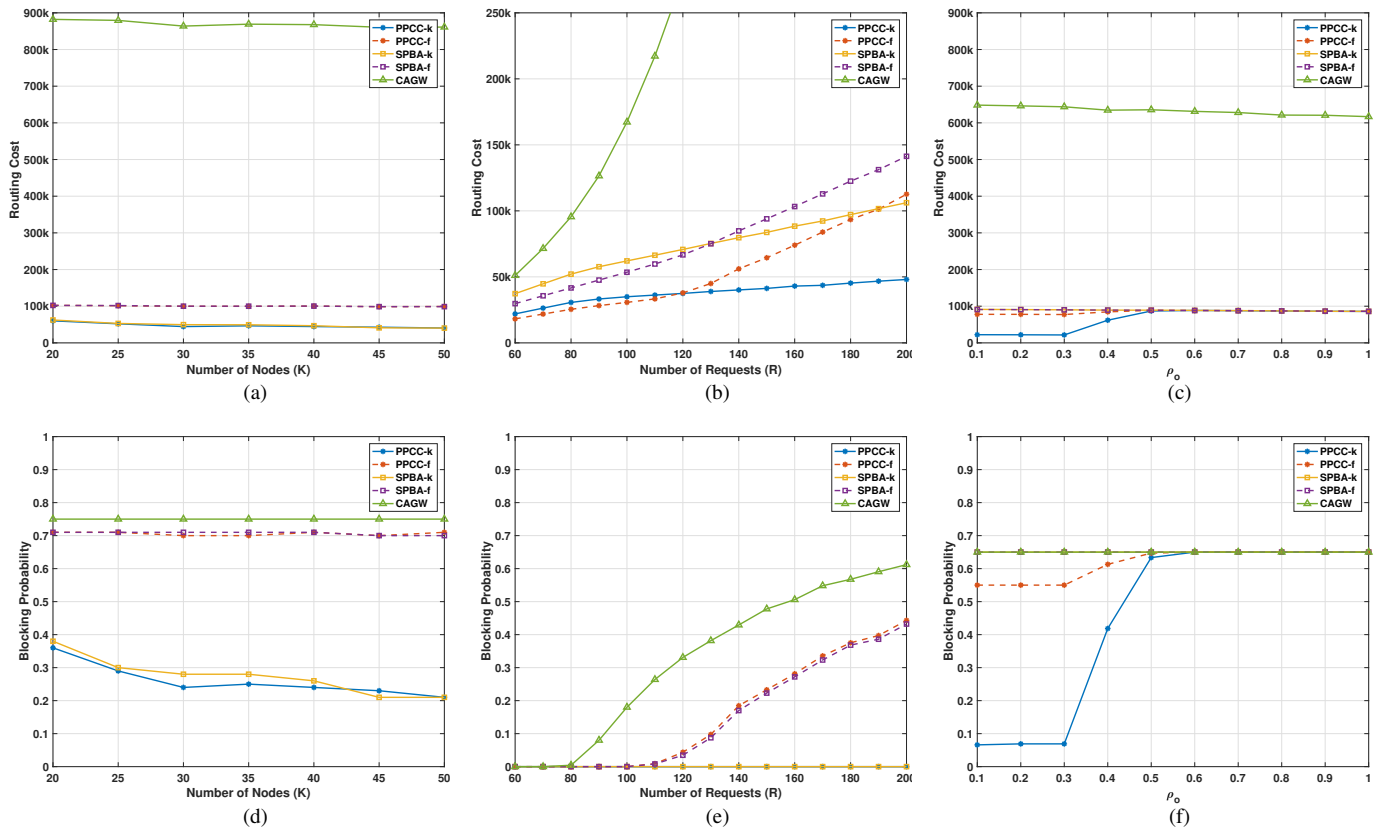 900k
800k
700k
600k
500k
400k
300k
200k
100k
0
Routing Cost
20 25 30 35 40 45 50
Number of Nodes (K)
PPCC-k
PPCC-f
SPBA-k
SPBA-f
CAGW
(a)
250k
200k
150k
100k
50k
0
Routing Cost
60 80 100 120 140 160 180 200
Number of Requests (R)
PPCC-k
PPCC-f
SPBA-k
SPBA-f
CAGW
(b)
900k
800k
700k
600k
500k
400k
300k
200k
100k
0
Routing Cost
0.1 0.2 0.3 0.4 0.5 0.6 0.7 0.8 0.9 1
ρo
PPCC-k
PPCC-f
SPBA-k
SPBA-f
CAGW
(c)
1
0.9
0.8
0.7
0.6
0.5
0.4
0.3
0.2
0.1
0
Blocking Probability
20 25 30 35 40 45 50
Number of Nodes (K)
PPCC-k
PPCC-f
SPBA-k
SPBA-f
CAGW
(d)
1
0.9
0.8
0.7
0.6
0.5
0.4
0.3
0.2
0.1
0
Blocking Probability
60 80 100 120 140 160 180 200
Number of Requests (R)
PPCC-k
PPCC-f
SPBA-k
SPBA-f
CAGW
(e)
1
0.9
0.8
0.7
0.6
0.5
0.4
0.3
0.2
0.1
0
Blocking Probability
0.1 0.2 0.3 0.4 0.5 0.6 0.7 0.8 0.9 1
ρo
PPCC-k
PPCC-f
SPBA-k
SPBA-f
CAGW
(f)